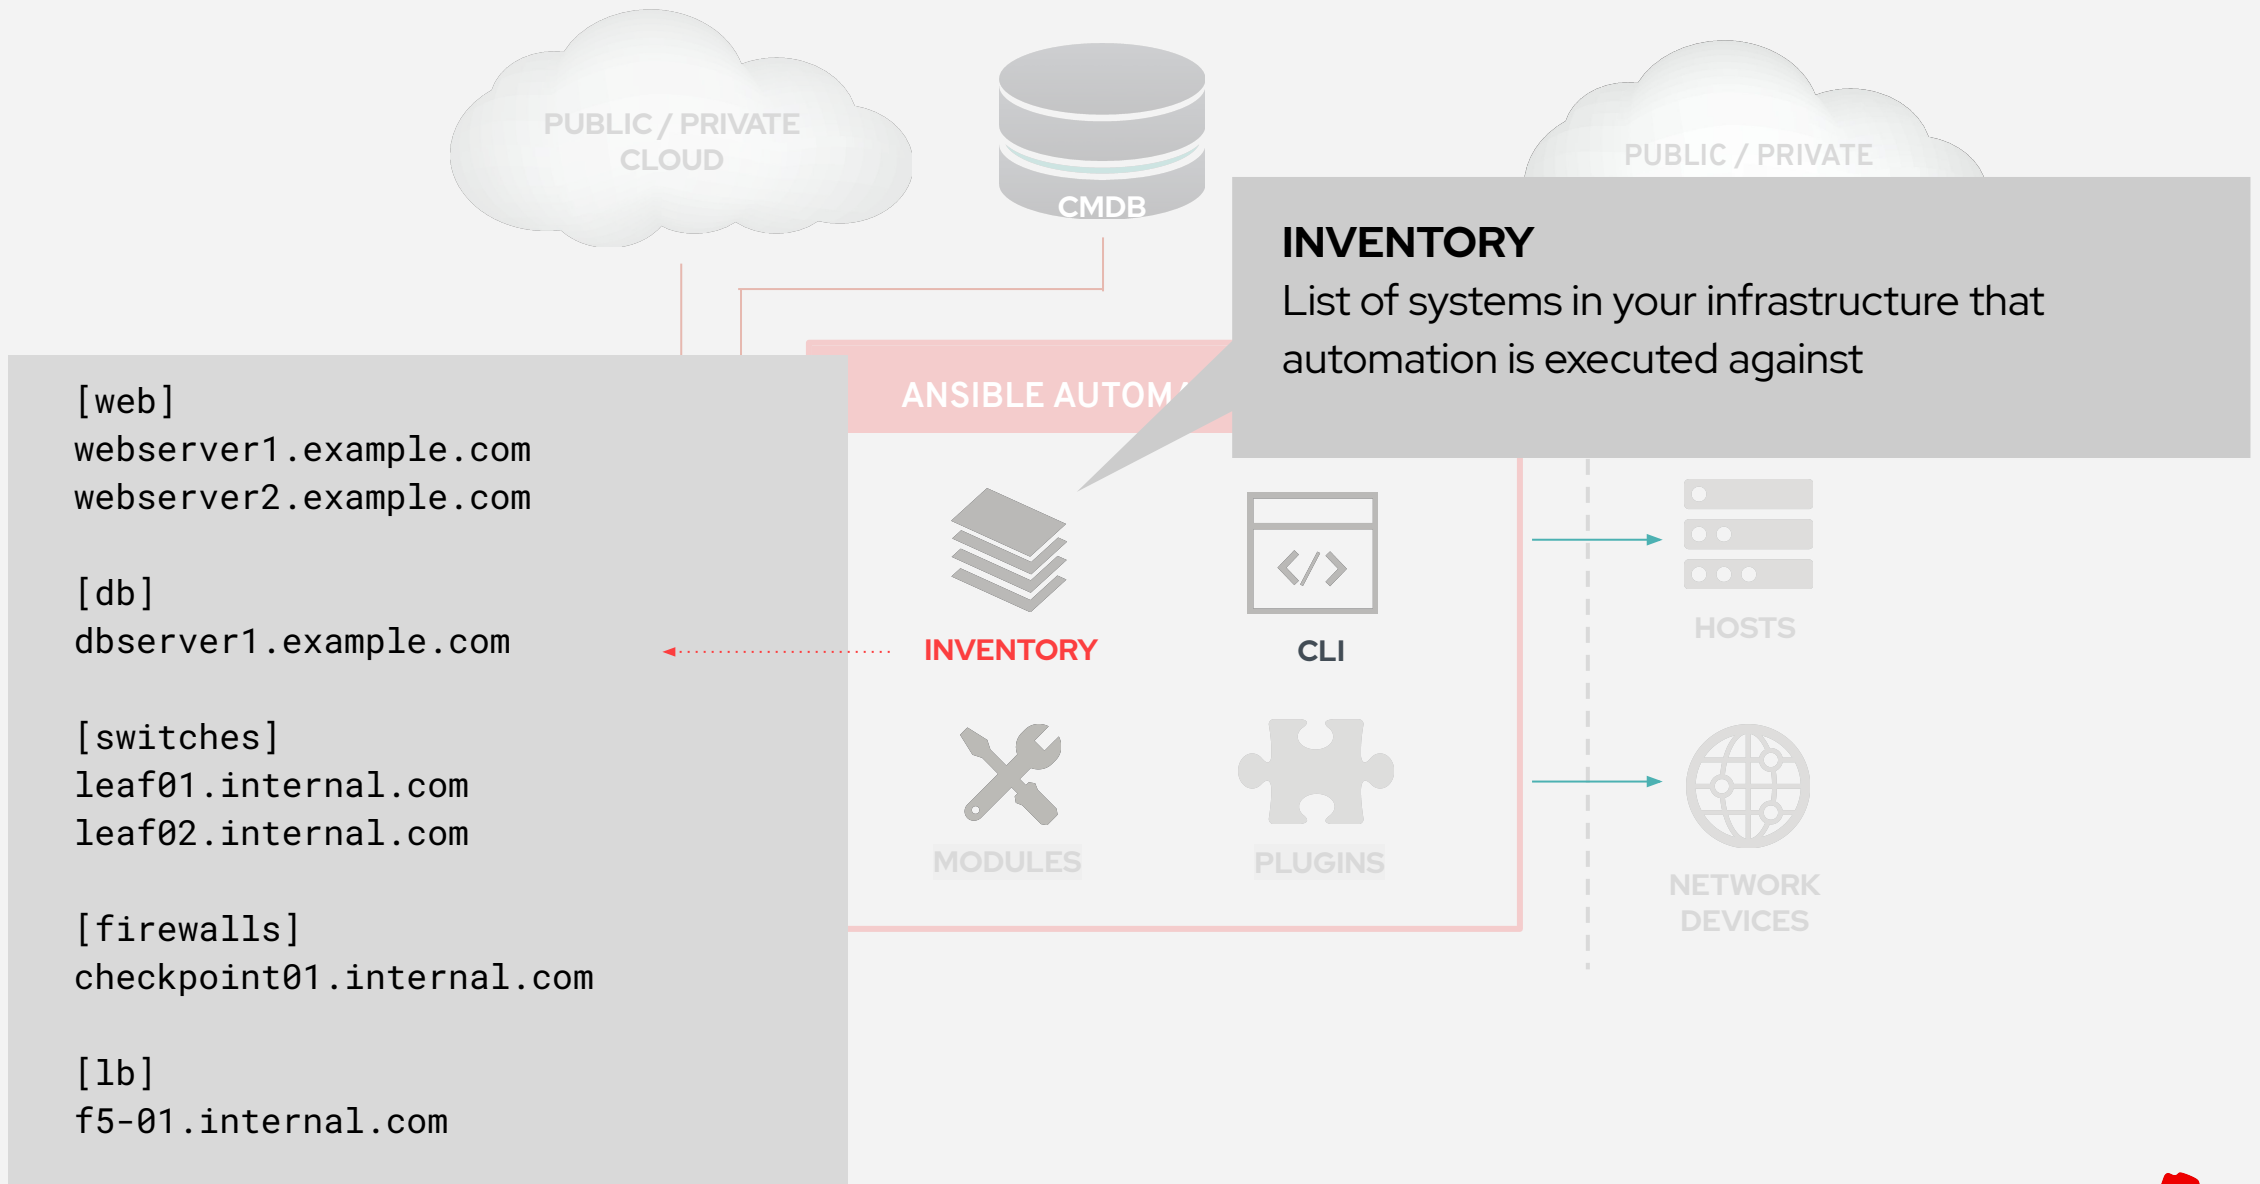 PUBLIC / PRIVATE
CLOUD
CMDB
PUBLIC / PRIVATE
INVENTORY
List of systems in your infrastructure that
automation is executed against
[web]
webserver1.example.com
webserver2.example.com
[db]
dbserver1.example.com
[switches]
leaf01.internal.com
leaf02.internal.com
[firewalls]
checkpoint01.internal.com
[lb]
f5-01.internal.com
ANSIBLE
INVENTORY
CLI
MODULES
PLUGINS
HOSTS
NETWORK
DEVICES